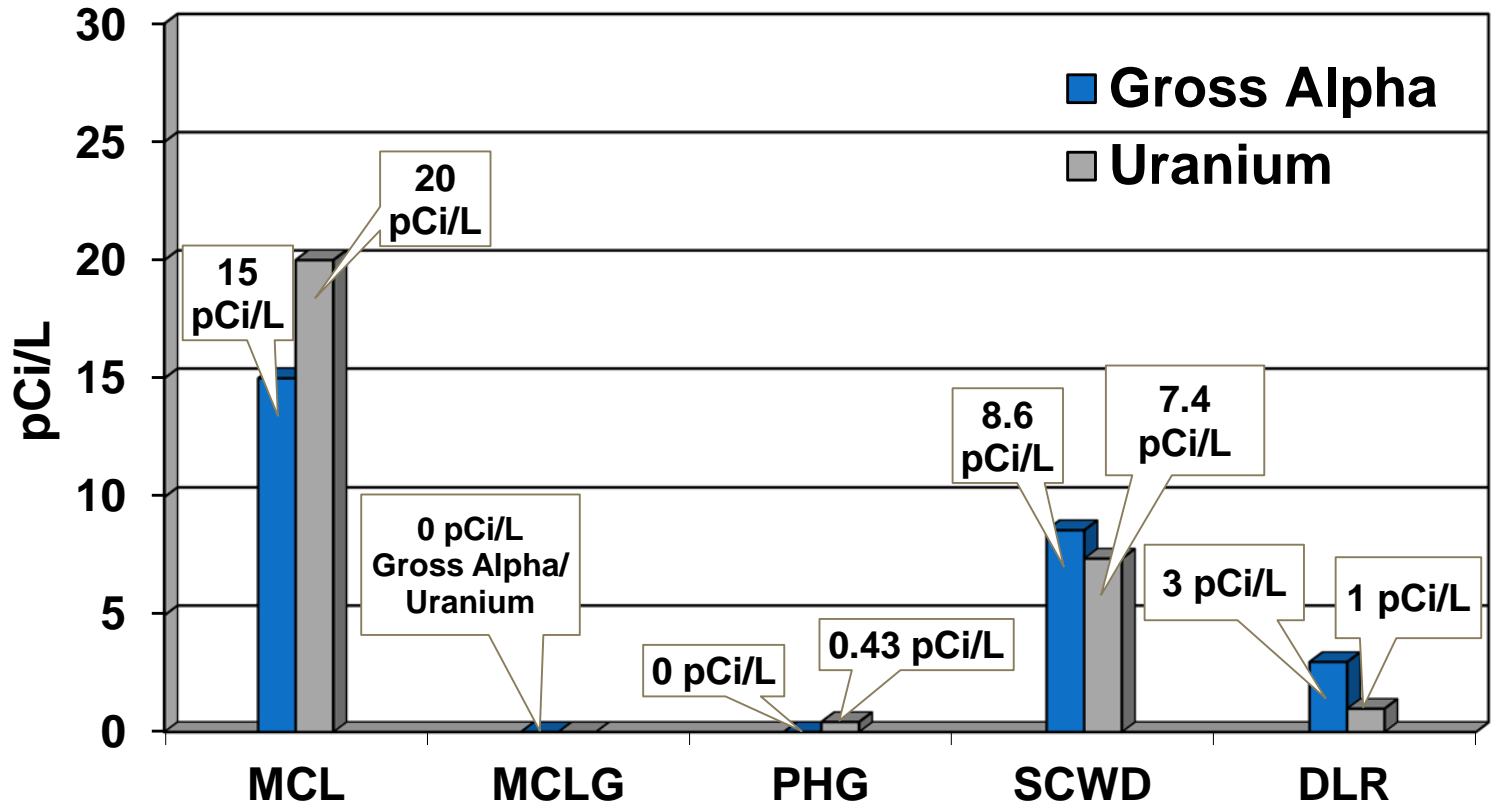 30
25
20
15
10
5
0
pCi/L
Gross Alpha
Uranium
20
pCi/L
15
pCi/L
0 pCi/L
Gross Alpha/
Uranium
0 pCi/L
0.43 pCi/L
8.6
pCi/L
7.4
pCi/L
3 pCi/L
1 pCi/L
MCL
MCLG
PHG
SCWD
DLR